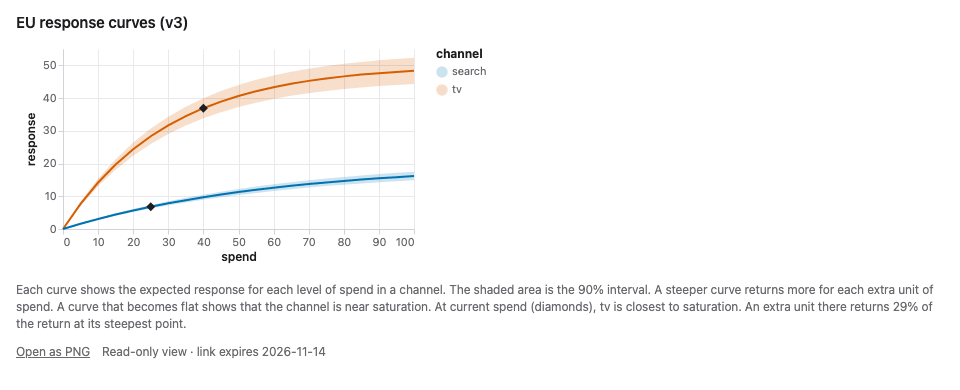 EU response curves (v3)
channel
search
tv
response
50
40
30
20
10
0
0 10 20 30 40 50 60 70 80 90 100
spend
Each curve shows the expected response for each level of spend in a channel. The shaded area is the 90% interval. A steeper curve returns more for each extra unit of
spend. A curve that becomes flat shows that the channel is near saturation. At current spend (diamonds), tv is closest to saturation. An extra unit there returns 29% of
the return at its steepest point.
Open as PNG Read-only view · link expires 2026-11-14